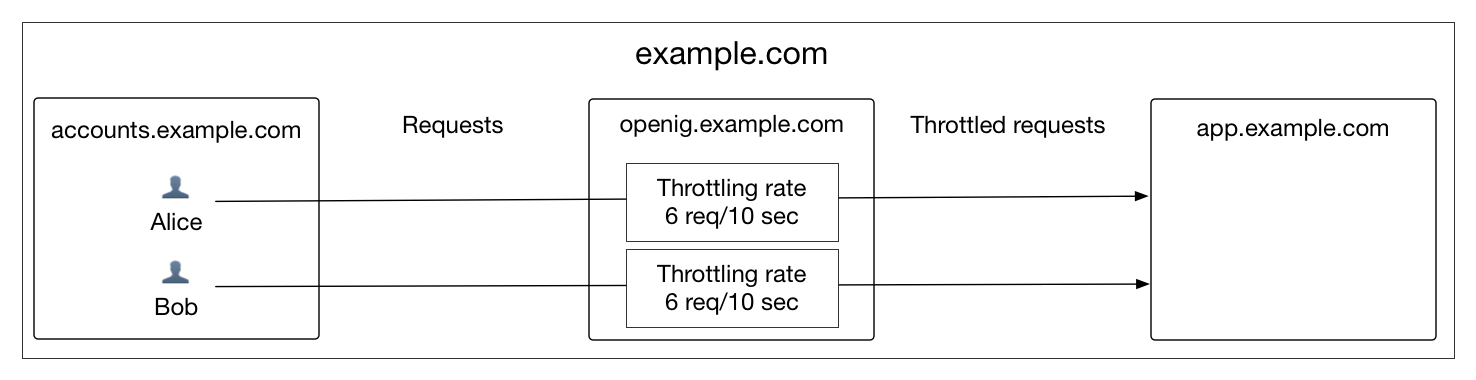 example.com
accounts.example.com
Requests
openig.example.com
Throttled requests
app.example.com
Alice
Throttling rate
6 req/10 sec
Bob
Throttling rate
6 req/10 sec